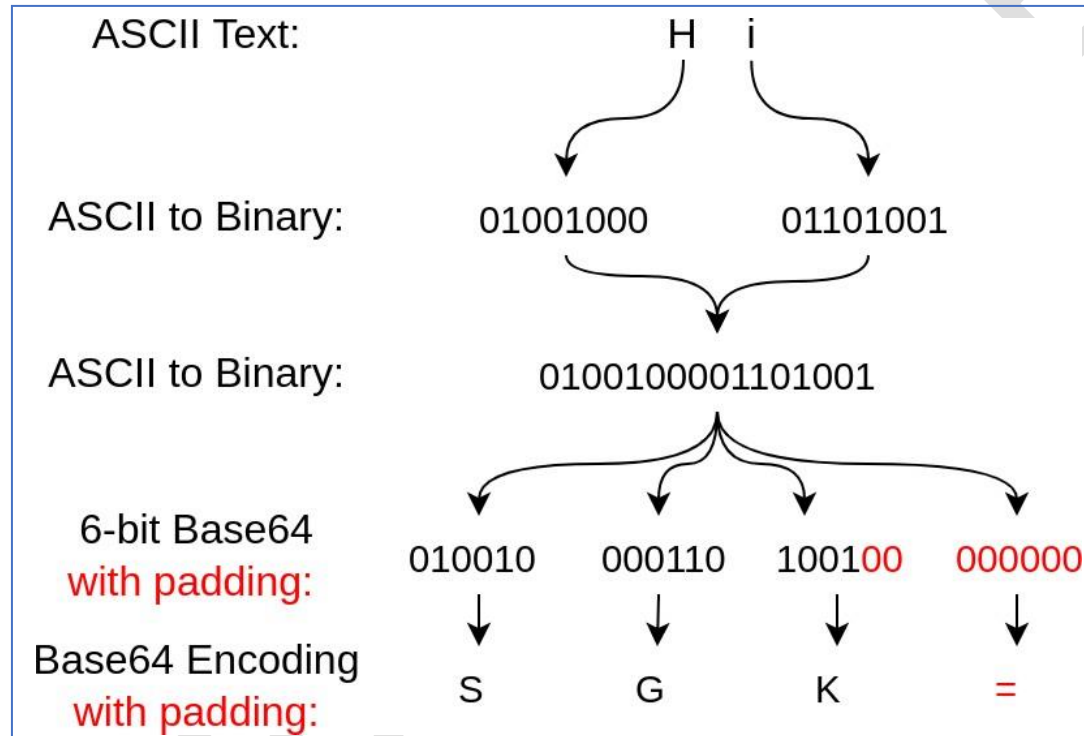 ASCII Text: H i
ASCII to Binary: 01001000 01101001
ASCII to Binary: 0100100001101001
6-bit Base64
with padding: 010010 000110 100100 000000
Base64 Encoding
with padding: S G K =